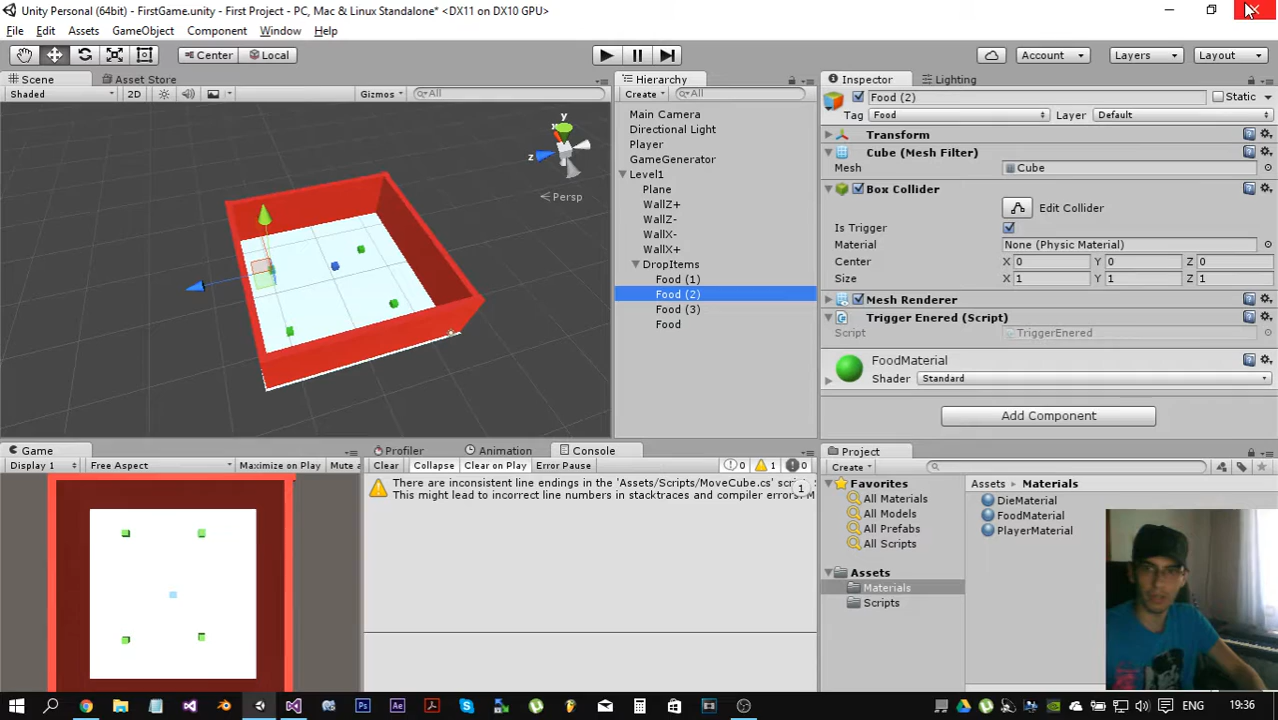 Unity Personal (64bit) - FirstGame.unity - First Project - PC, Mac & Linux Standalone* <DX11 on DX10 GPU>
File Edit Assets GameObject Component Window Help
Center Local Account Layers Layout
Scene Asset Store
Shaded 2D Gizmos All
y
x
z
Persp
Hierarchy
Create All
Main Camera
Directional Light
Player
GameGenerator
Level1
Plane
WallZ+
WallZ-
WallX-
WallX+
DropItems
Food (1)
Food (2)
Food (3)
Food
Inspector Lighting
Food (2) Static
Tag Food Layer Default
Transform
Cube (Mesh Filter)
Mesh Cube
Box Collider
Edit Collider
Is Trigger
Material None (Physic Material)
Center X 0 Y 0 Z 0
Size X 1 Y 1 Z 1
Mesh Renderer
Trigger Enered (Script)
Script TriggerEnered
FoodMaterial
Shader Standard
Add Component
Game
Display 1 Free Aspect Maximize on Play Mute a
Profiler Animation Console
Clear Collapse Clear on Play Error Pause 0 1 0
There are inconsistent line endings in the 'Assets/Scripts/MoveCube.cs' scrip
This might lead to incorrect line numbers in stacktraces and compiler errors. M
1
Project
Create
Favorites
All Materials
All Models
All Prefabs
All Scripts
Assets
Materials
Scripts
Assets Materials
DieMaterial
FoodMaterial
PlayerMaterial
Ps Ae ENG 19:36